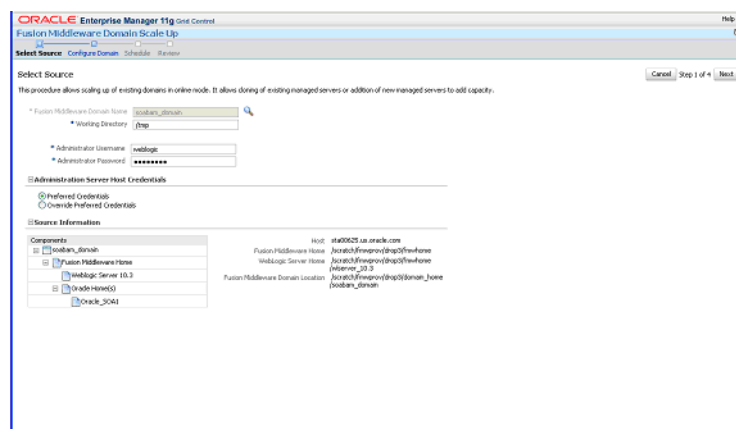 ORACLE Enterprise Manager 11g Grid Control
Help
Fusion Middleware Domain Scale Up
Select Source Configure Domain Schedule Review
Select Source
Cancel Step 1 of 4 Next
This procedure allows scaling up of existing domains in online mode. It allows cloning of existing managed servers or addition of new managed servers to add capacity.
* Fusion Middleware Domain Name soabam_domain
* Working Directory /tmp
* Administrator Username weblogic
* Administrator Password ●●●●●●●●
Administration Server Host Credentials
Preferred Credentials
Override Preferred Credentials
Source Information
Components
soabam_domain
Fusion Middleware Home
Weblogic Server 10.3
Oracle Home(s)
Oracle_SOA1
Host sta00625.us.oracle.com
Fusion Middleware Home /scratch/fmwprov/drop3/fmwhome
WebLogic Server Home /scratch/fmwprov/drop3/fmwhome
/wlserver_10.3
Fusion Middleware Domain Location /scratch/fmwprov/drop3/domain_home
/soabam_domain